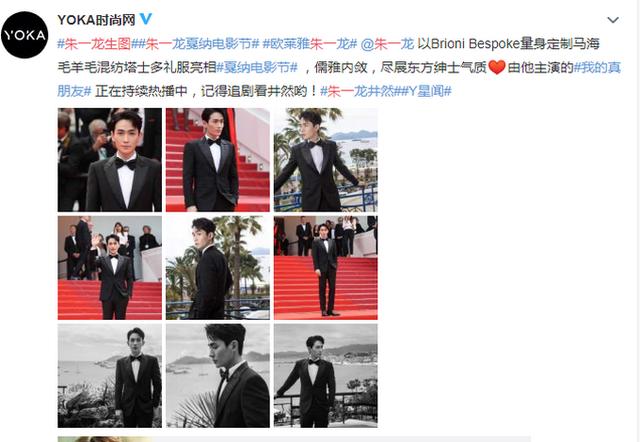 YOKA
YOKA时尚网
#朱一龙生图##朱一龙戛纳电影节# #欧莱雅朱一龙# @朱一龙 以Brioni Bespoke量身定制马海
毛羊毛混纺塔士多礼服亮相#戛纳电影节# ，儒雅内敛，尽展东方绅士气质❤由他主演的#我的真
朋友# 正在持续热播中，记得追剧看井然哟！#朱一龙井然##Y星闻#